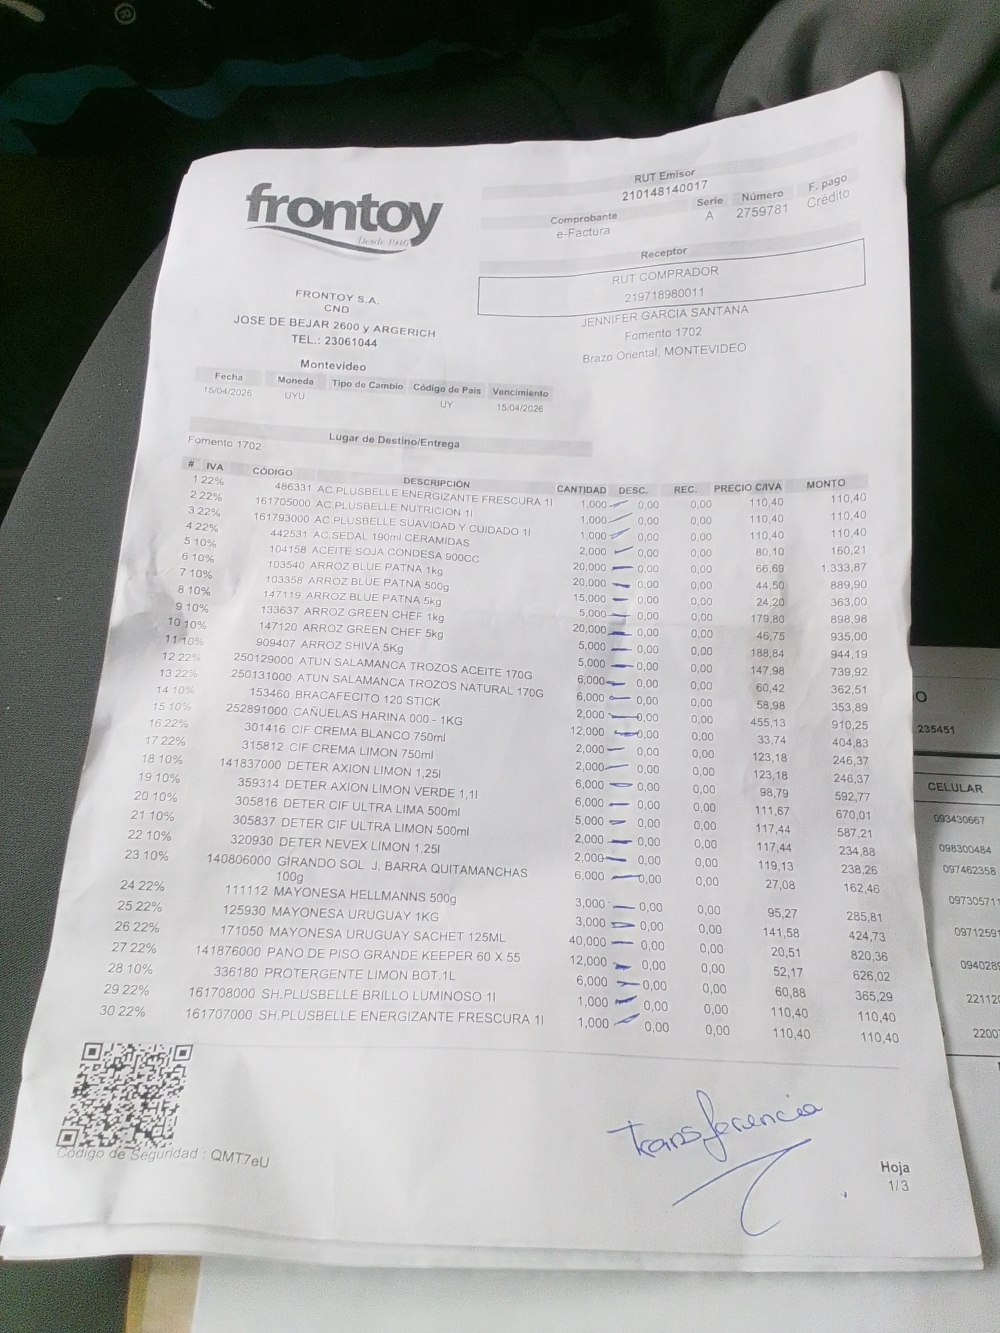 frontoy
Desde 1916
RUT Emisor
210148140017
Comprobante Serie Número F. pago
e-Factura A 2759781 Crédito
Receptor
RUT COMPRADOR
219718980011
JENNIFER GARCIA SANTANA
Fomento 1702
Brazo Oriental, MONTEVIDEO
FRONTOY S.A.
CND
JOSE DE BEJAR 2600 y ARGERICH
TEL.: 23061044
Montevideo
Fecha Moneda Tipo de Cambio Código de Pais Vencimiento
15/04/2026 UYU UY 15/04/2026
Lugar de Destino/Entrega
Fomento 1702
# IVA CÓDIGO DESCRIPCIÓN CANTIDAD DESC. REC. PRECIO C/IVA MONTO
1 22% 486331 AC.PLUSBELLE ENERGIZANTE FRESCURA 1l 1,000 0,00 0,00 110,40 110,40
2 22% 161705000 AC.PLUSBELLE NUTRICION 1l 1,000 0,00 0,00 110,40 110,40
3 22% 161793000 AC.PLUSBELLE SUAVIDAD Y CUIDADO 1l 1,000 0,00 0,00 110,40 110,40
4 22% 442531 AC.SEDAL 190ml CERAMIDAS 2,000 0,00 0,00 80,10 160,21
5 10% 104158 ACEITE SOJA CONDESA 900CC 20,000 0,00 0,00 66,69 1.333,87
6 10% 103540 ARROZ BLUE PATNA 1kg 20,000 0,00 0,00 44,50 889,90
7 10% 103358 ARROZ BLUE PATNA 500g 15,000 0,00 0,00 24,20 363,00
8 10% 147119 ARROZ BLUE PATNA 5kg 5,000 0,00 0,00 179,80 898,98
9 10% 133637 ARROZ GREEN CHEF 1kg 20,000 0,00 0,00 46,75 935,00
10 10% 147120 ARROZ GREEN CHEF 5kg 5,000 0,00 0,00 188,84 944,19
11 10% 909407 ARROZ SHIVA 5Kg 5,000 0,00 0,00 147,98 739,92
12 22% 250129000 ATUN SALAMANCA TROZOS ACEITE 170G 6,000 0,00 0,00 60,42 362,51
13 22% 250131000 ATUN SALAMANCA TROZOS NATURAL 170G 6,000 0,00 0,00 58,98 353,89
14 10% 153460 BRACAFECITO 120 STICK 2,000 0,00 0,00 455,13 910,25
15 10% 252891000 CAÑUELAS HARINA 000 - 1KG 12,000 0,00 0,00 33,74 404,83
16 22% 301416 CIF CREMA BLANCO 750ml 2,000 0,00 0,00 123,18 246,37
17 22% 315812 CIF CREMA LIMON 750ml 2,000 0,00 0,00 123,18 246,37
18 10% 141837000 DETER AXION LIMON 1,25l 6,000 0,00 0,00 98,79 592,77
19 10% 359314 DETER AXION LIMON VERDE 1,1l 6,000 0,00 0,00 111,67 670,01
20 10% 305816 DETER CIF ULTRA LIMA 500ml 5,000 0,00 0,00 117,44 587,21
21 10% 305837 DETER CIF ULTRA LIMON 500ml 2,000 0,00 0,00 117,44 234,88
22 10% 320930 DETER NEVEX LIMON 1,25l 2,000 0,00 0,00 119,13 238,26
23 10% 140806000 GIRANDO SOL J. BARRA QUITAMANCHAS 6,000 0,00 0,00 27,08 162,46
100g
24 22% 111112 MAYONESA HELLMANNS 500g 3,000 0,00 0,00 95,27 285,81
25 22% 125930 MAYONESA URUGUAY 1KG 3,000 0,00 0,00 141,58 424,73
26 22% 171050 MAYONESA URUGUAY SACHET 125ML 40,000 0,00 0,00 20,51 820,36
27 22% 141876000 PANO DE PISO GRANDE KEEPER 60 X 55 12,000 0,00 0,00 52,17 626,02
28 10% 336180 PROTERGENTE LIMON BOT.1L 6,000 0,00 0,00 60,88 365,29
29 22% 161708000 SH.PLUSBELLE BRILLO LUMINOSO 1l 1,000 0,00 0,00 110,40 110,40
30 22% 161707000 SH.PLUSBELLE ENERGIZANTE FRESCURA 1l 1,000 0,00 0,00 110,40 110,40
Código de Seguridad : QMT7eU
transferencia
Hoja
1/3
O
235451
CELULAR
093430667
098300484
097462358
09730571
0971259
094028
22112
2200